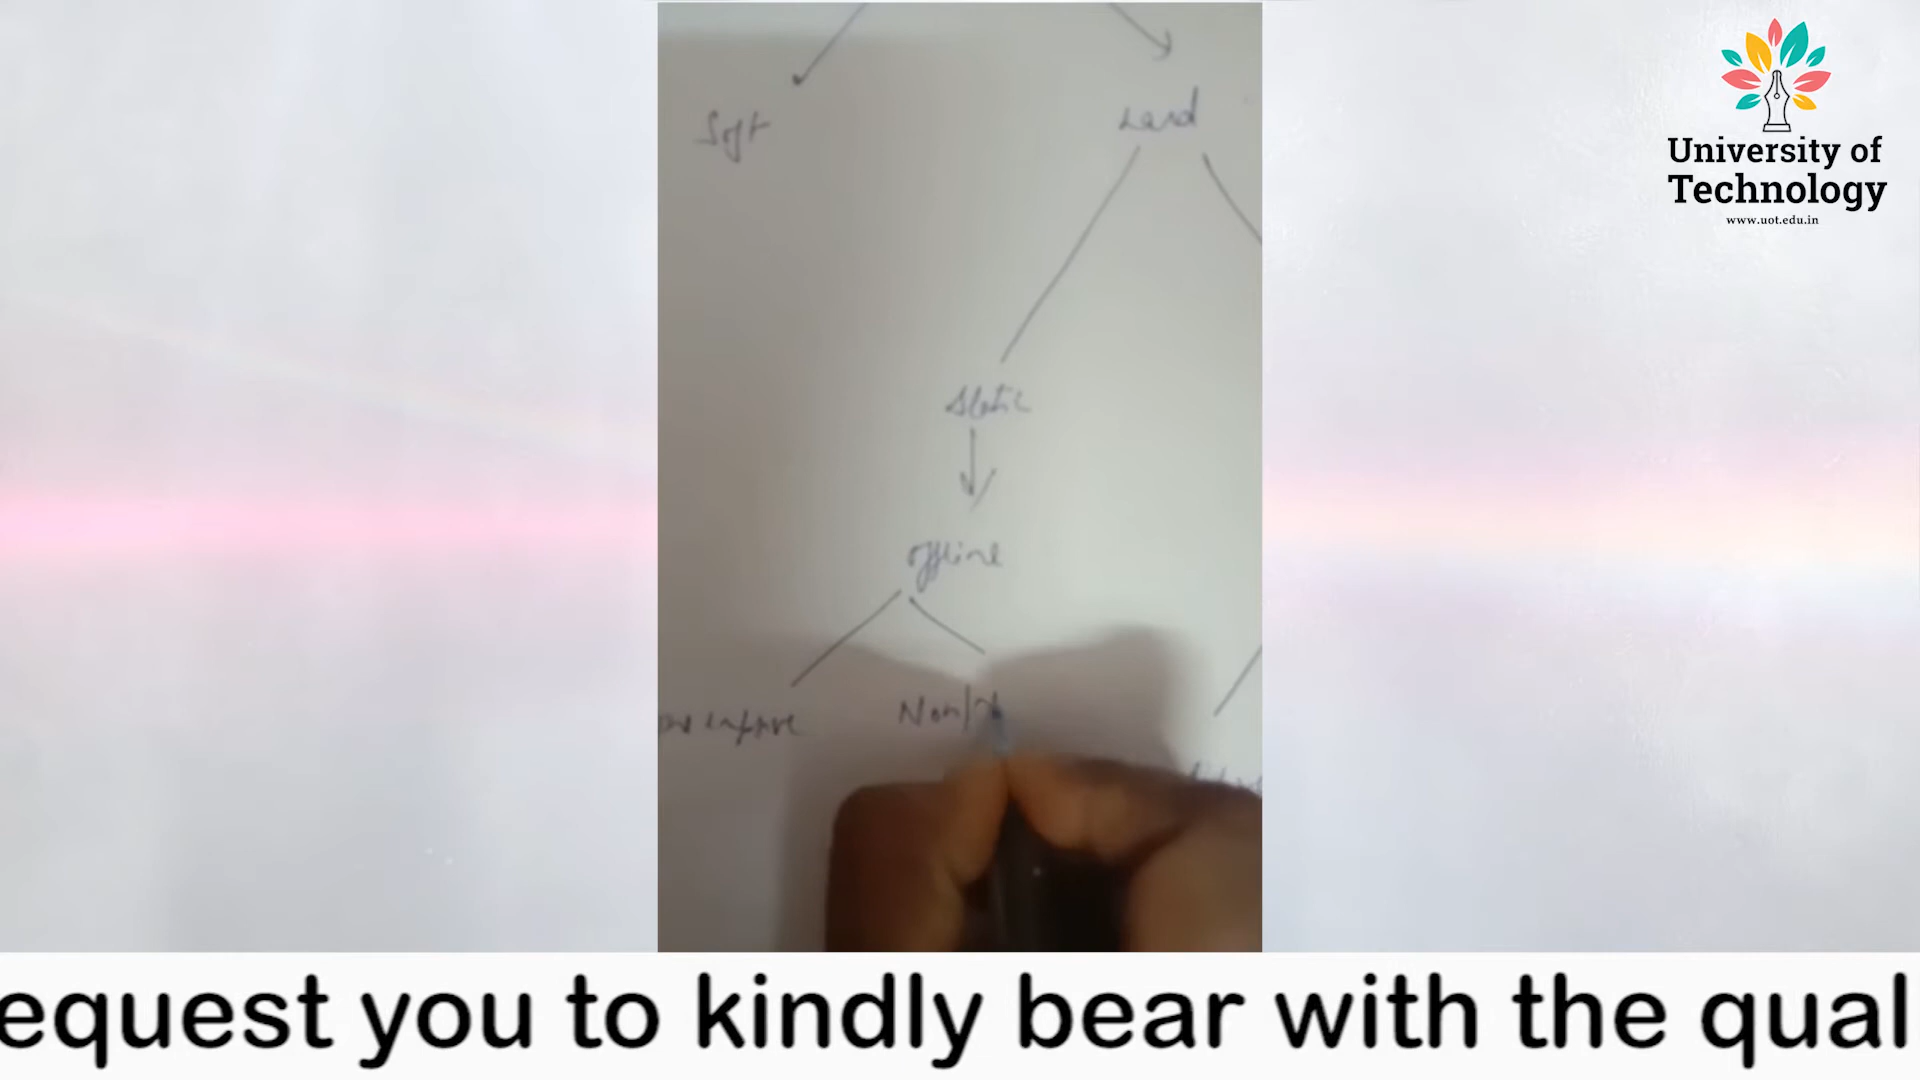 University of
Technology
www.uot.edu.in
Soft
Hard
static
offline
Non/
equest you to kindly bear with the qual